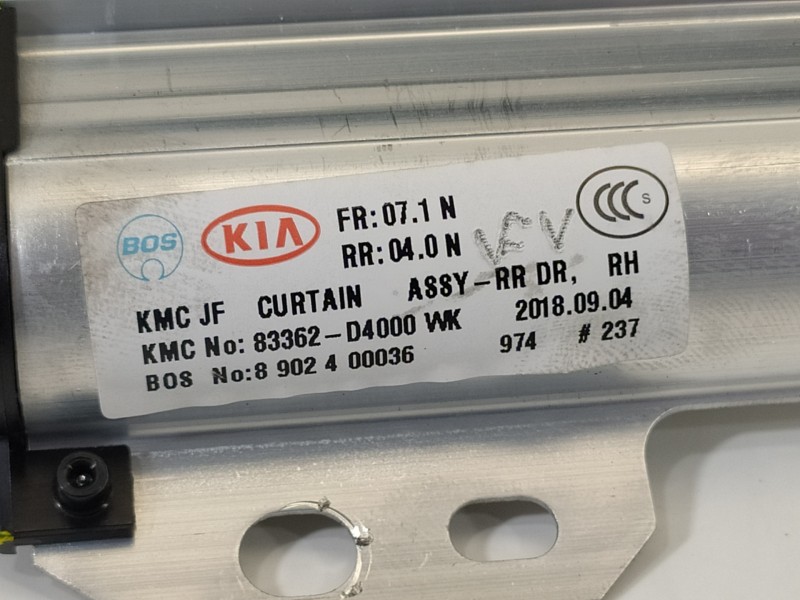 BOS KIA FR: 07.1 N CCC S
RR: 04.0 N
KMC JF CURTAIN ASSY-RR DR, RH
KMC No: 83362-D4000 WK 2018.09.04
BOS No:8 902 4 00036 974 # 237